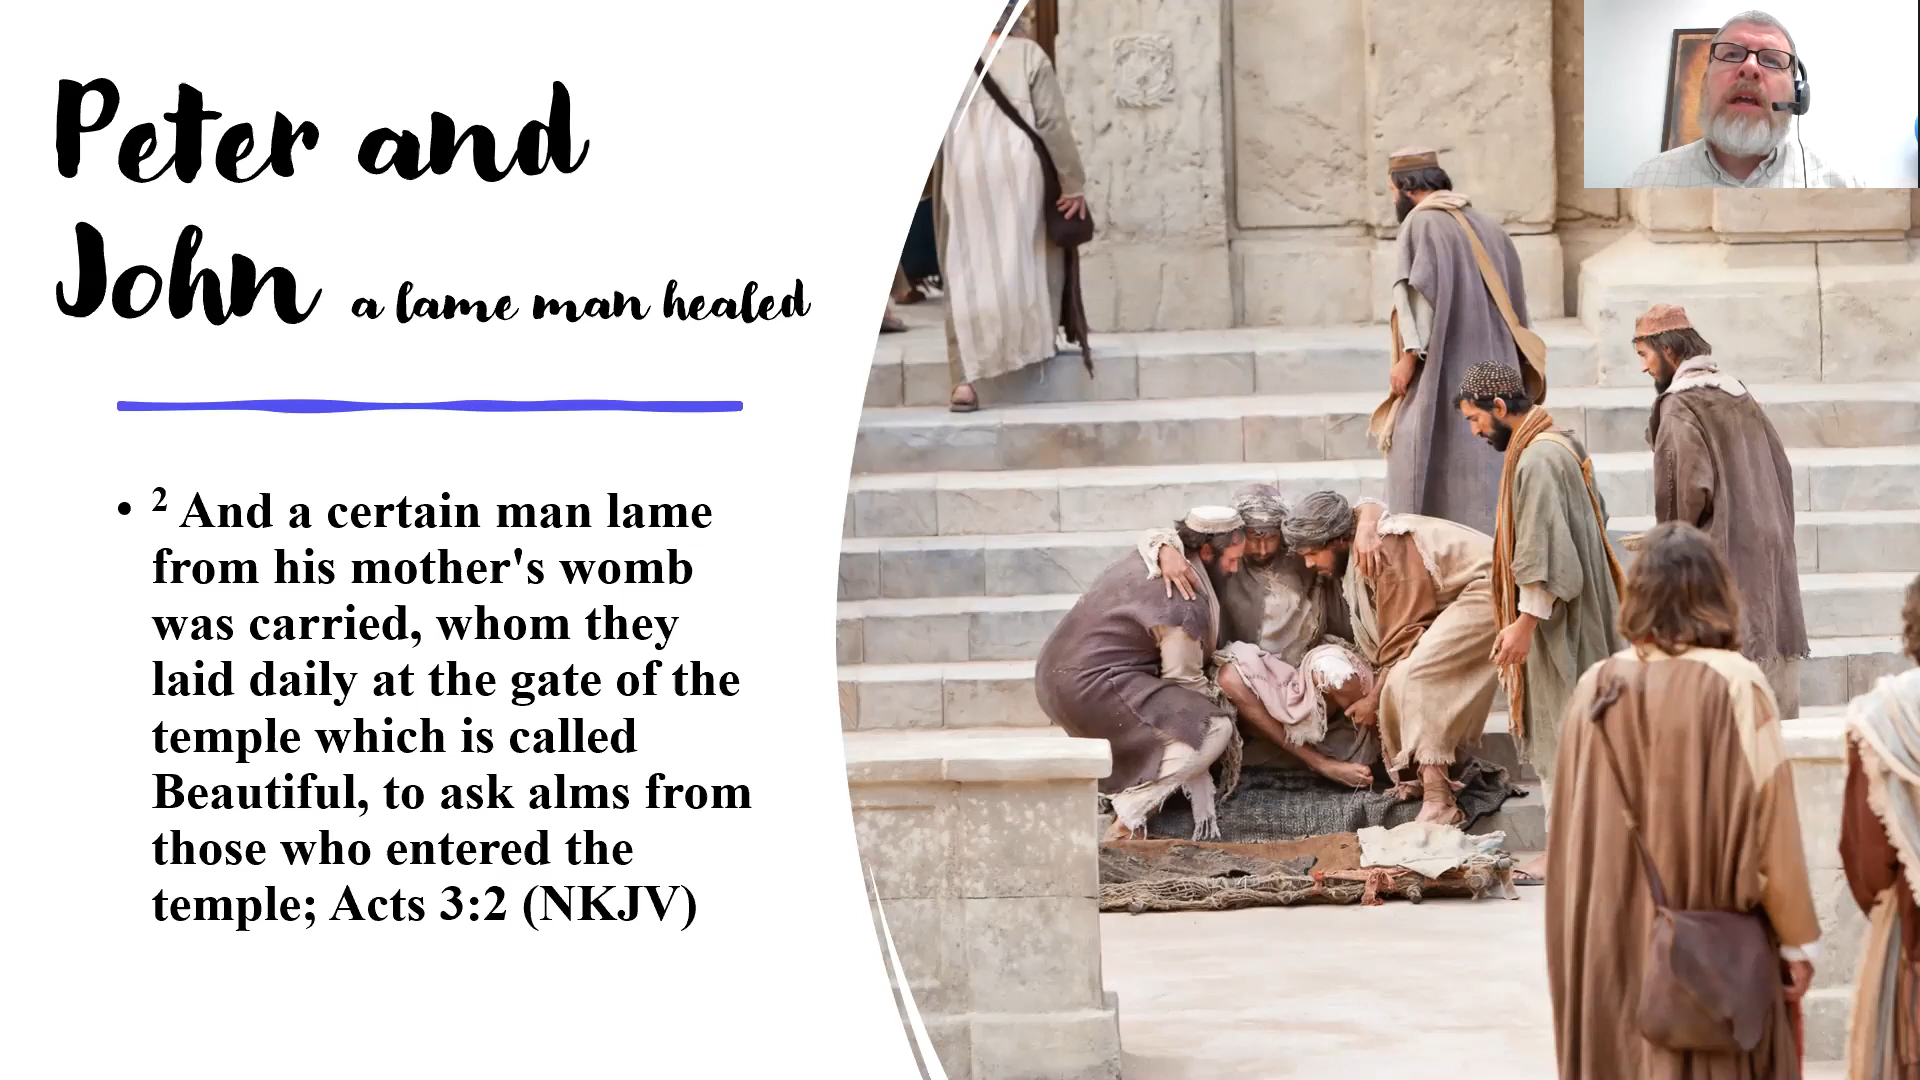 Peter and
John a lame man healed
• ² And a certain man lame
from his mother's womb
was carried, whom they
laid daily at the gate of the
temple which is called
Beautiful, to ask alms from
those who entered the
temple; Acts 3:2 (NKJV)